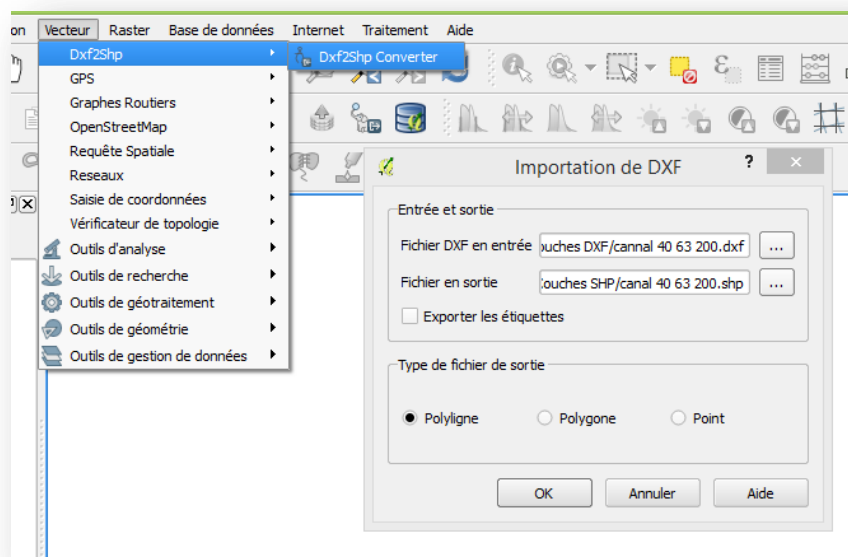 on Vecteur Raster Base de données Internet Traitement Aide
Dxf2Shp
Dxf2Shp Converter
GPS
Graphes Routiers
OpenStreetMap
Requête Spatiale
Reseaux
Saisie de coordonnées
Vérificateur de topologie
Outils d'analyse
Outils de recherche
Outils de géotraitement
Outils de géométrie
Outils de gestion de données
Importation de DXF ?
Entrée et sortie
Fichier DXF en entrée ouches DXF/cannal 40 63 200.dxf ...
Fichier en sortie Couches SHP/canal 40 63 200.shp ...
Exporter les étiquettes
Type de fichier de sortie
Polyligne Polygone Point
OK Annuler Aide